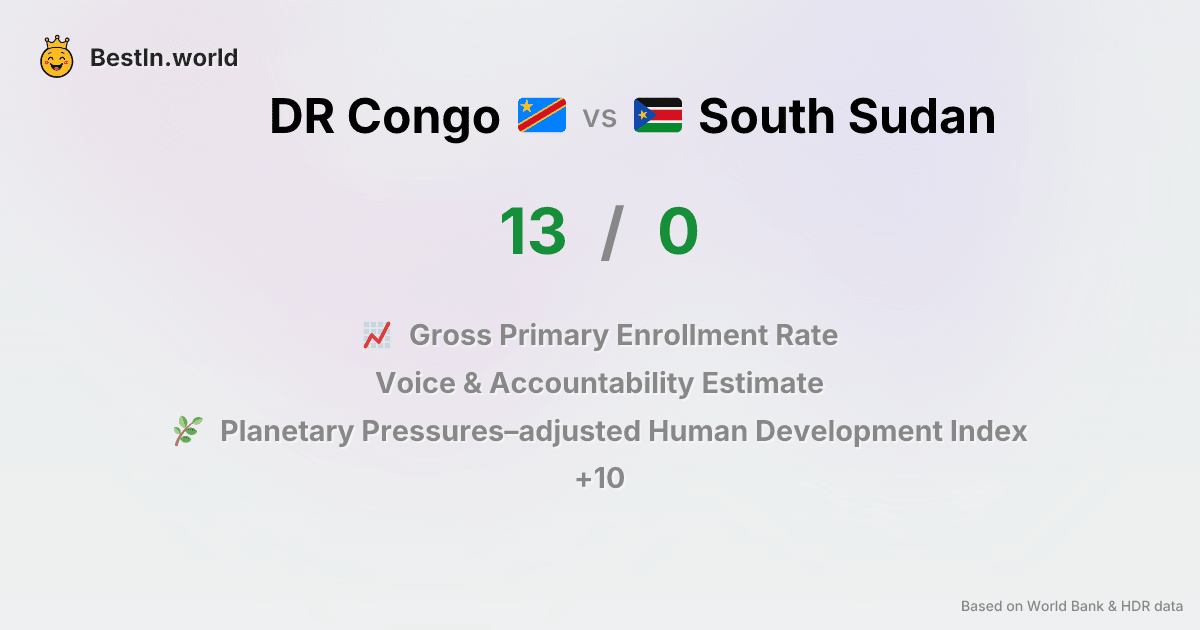 BestIn.world
DR Congo vs South Sudan
13 / 0
Gross Primary Enrollment Rate
Voice & Accountability Estimate
Planetary Pressures–adjusted Human Development Index
+10
Based on World Bank & HDR data